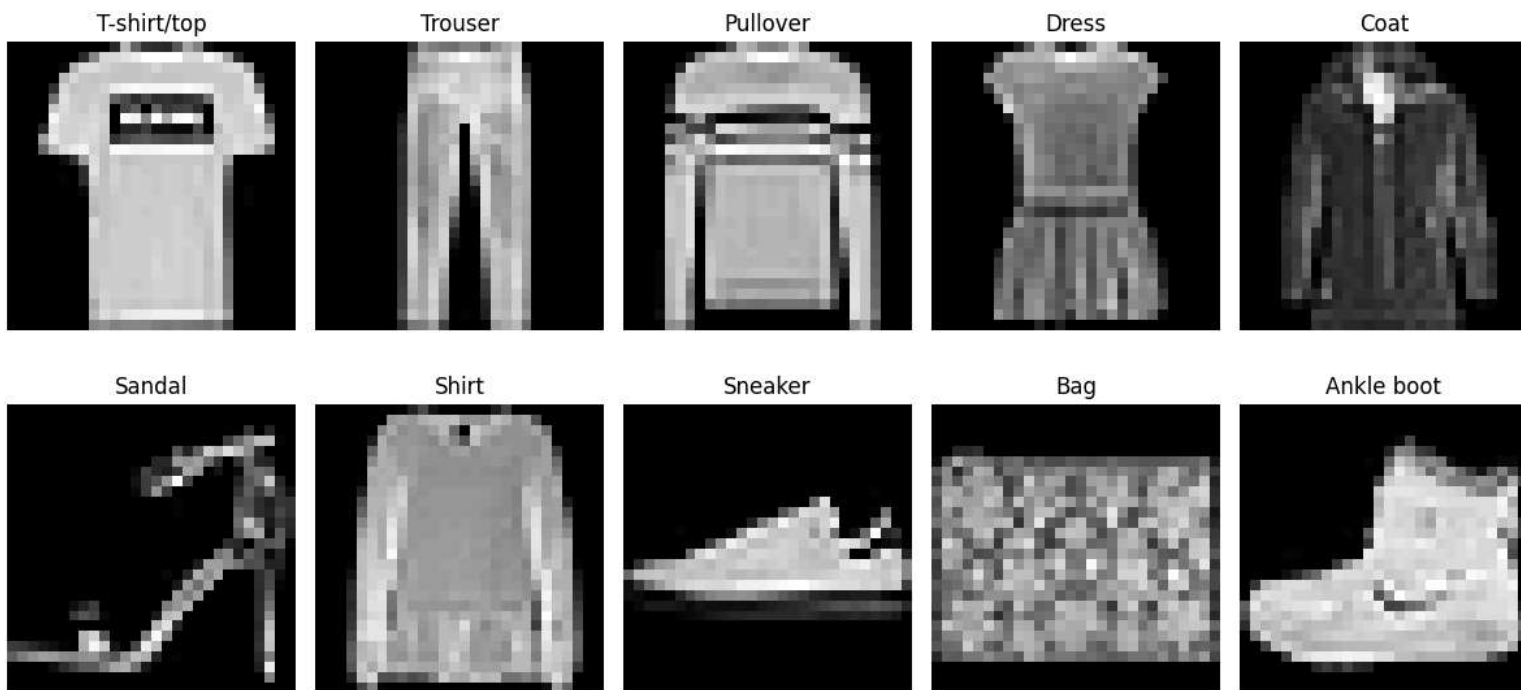 T-shirt/top Trouser Pullover Dress Coat
Sandal Shirt Sneaker Bag Ankle boot